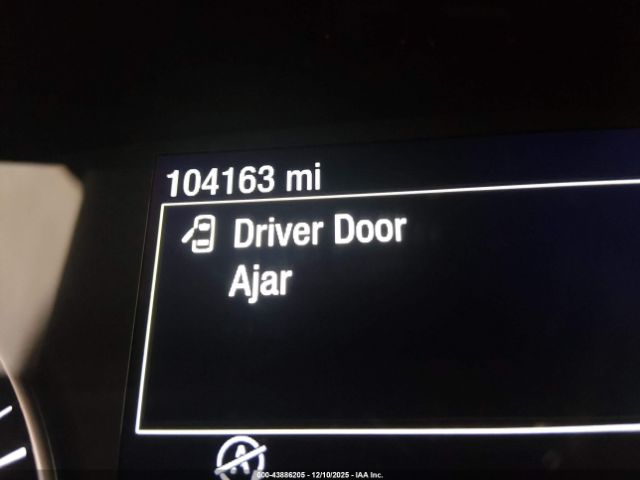 104163 mi
Driver Door
Ajar
A
000-43886205 - 12/10/2025 - IAA Inc.